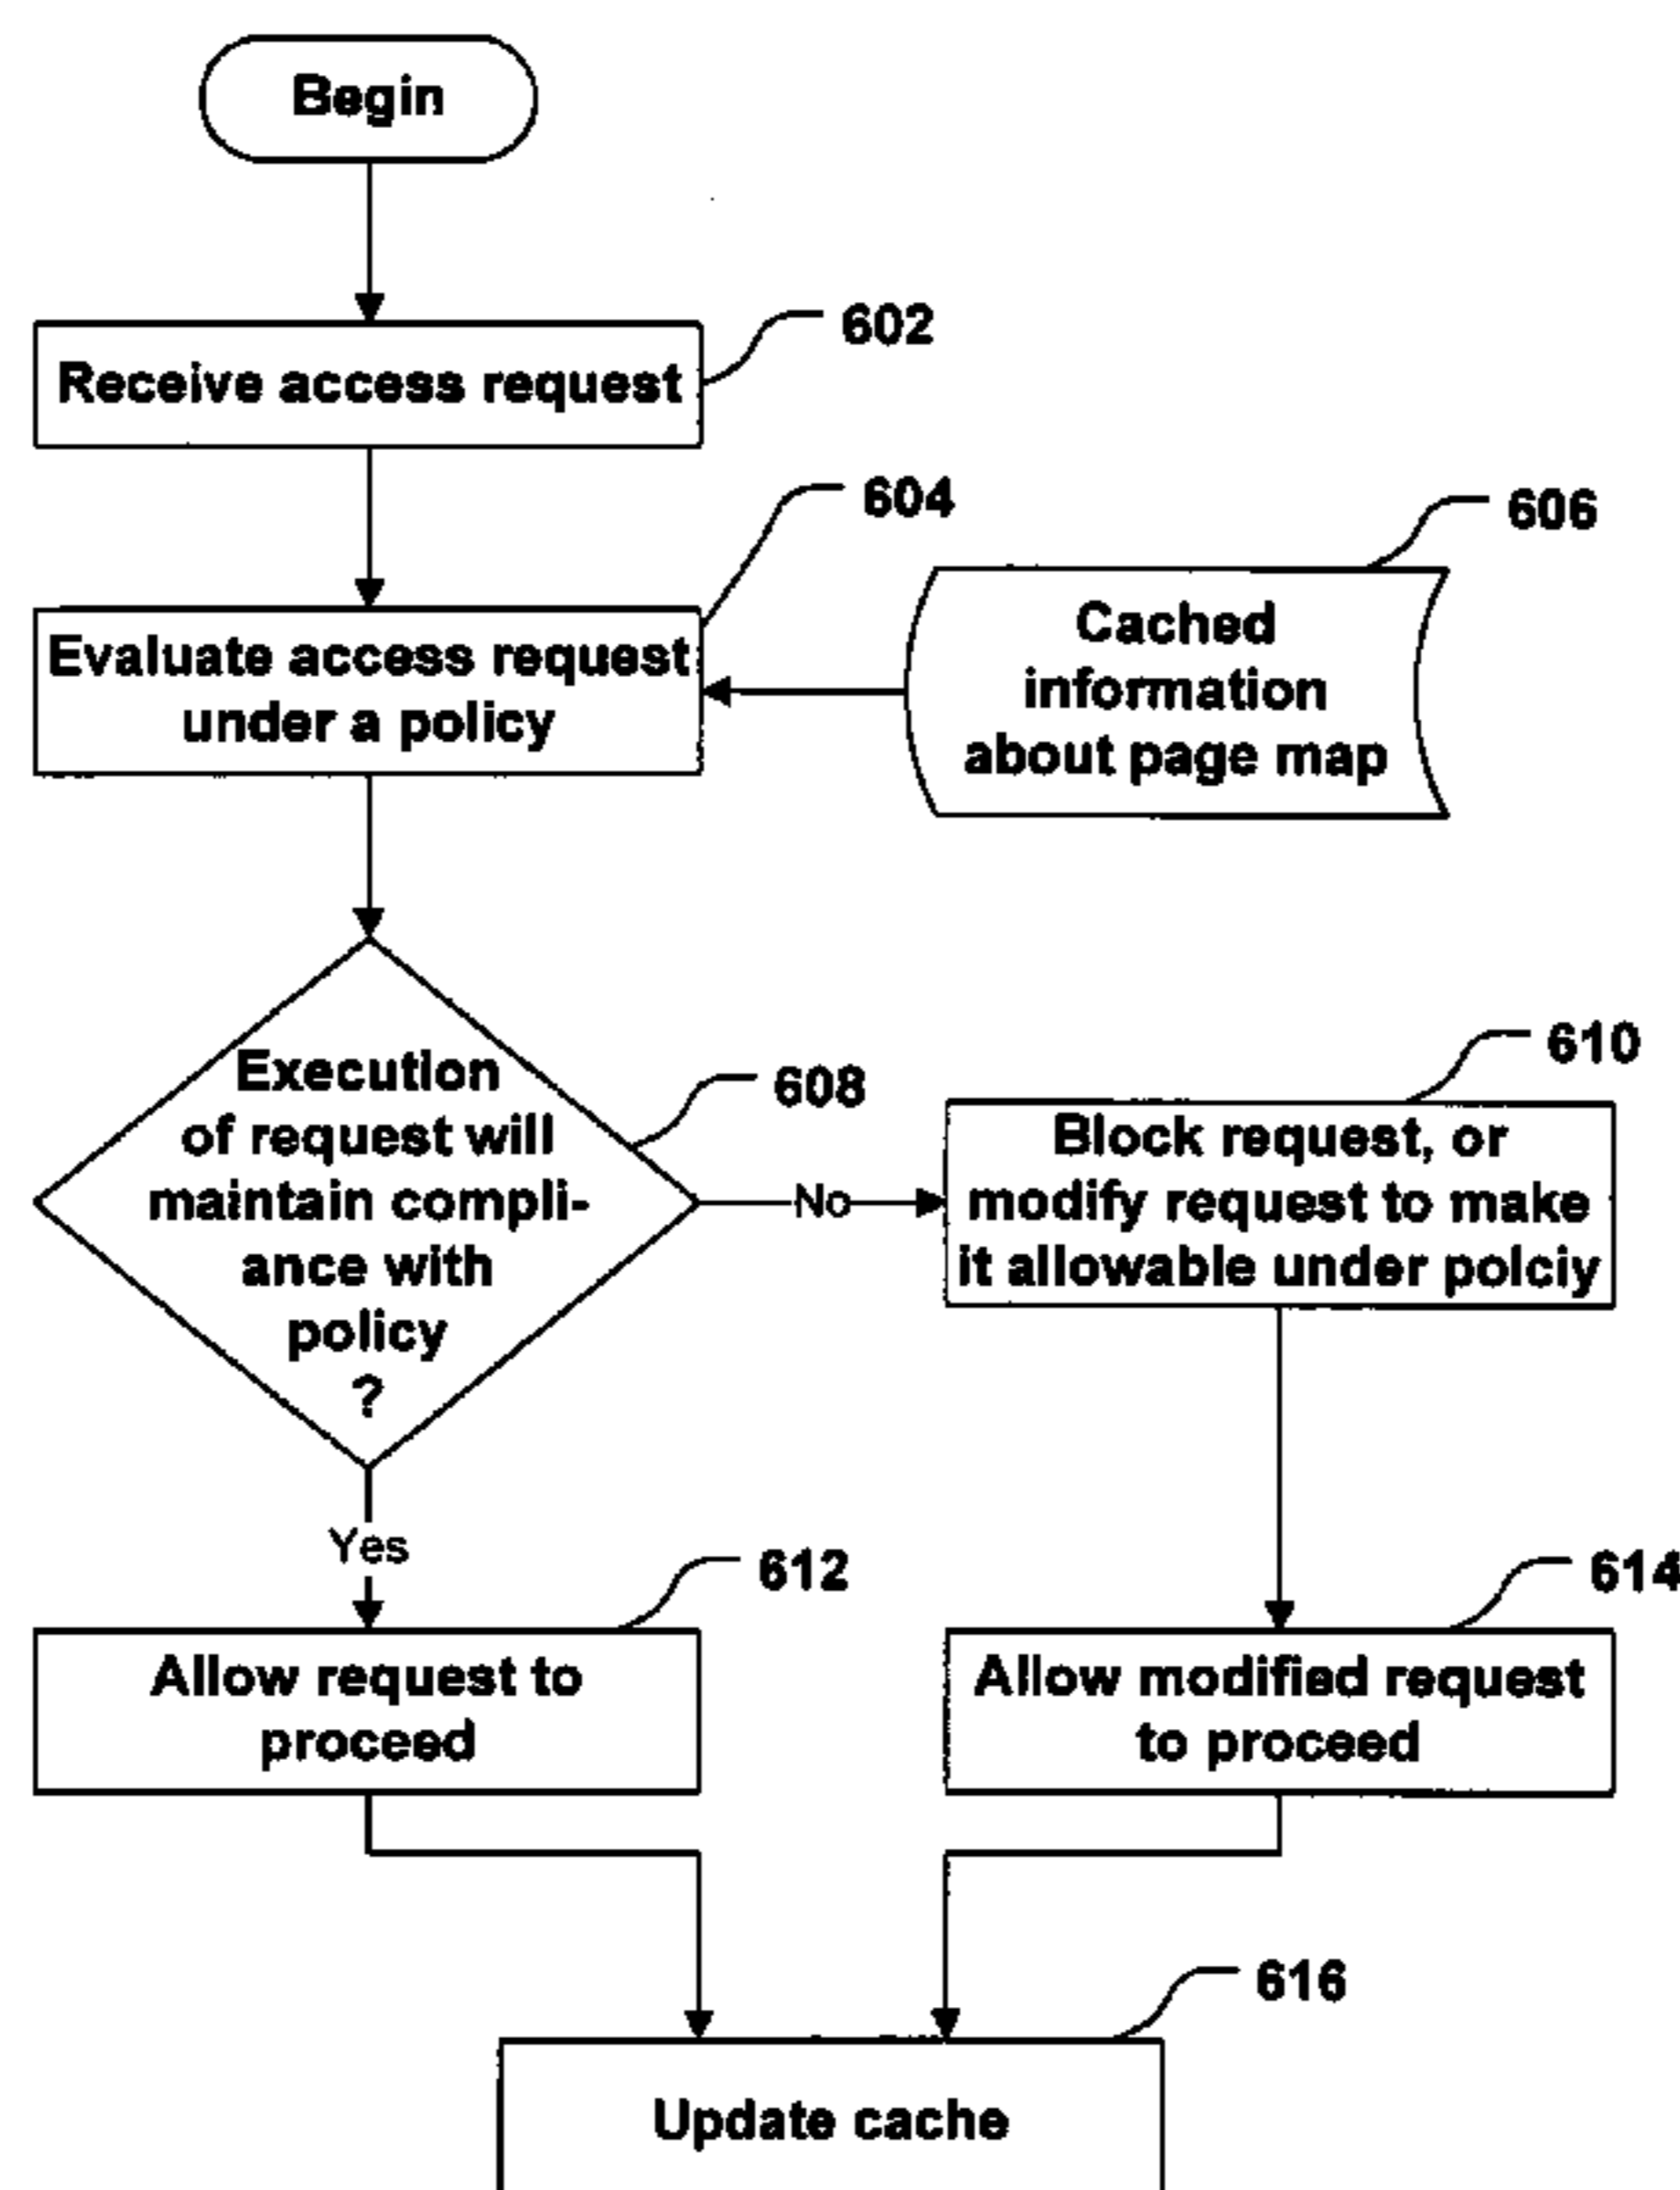 Begin
602
Receive access request
604
606
Evaluate access request
under a policy
Cached
information
about page map
608
Execution
of request will
maintain compli-
ance with
policy
?
No
610
Block request, or
modify request to make
it allowable under polciy
Yes
612
Allow request to
proceed
614
Allow modified request
to proceed
616
Update cache